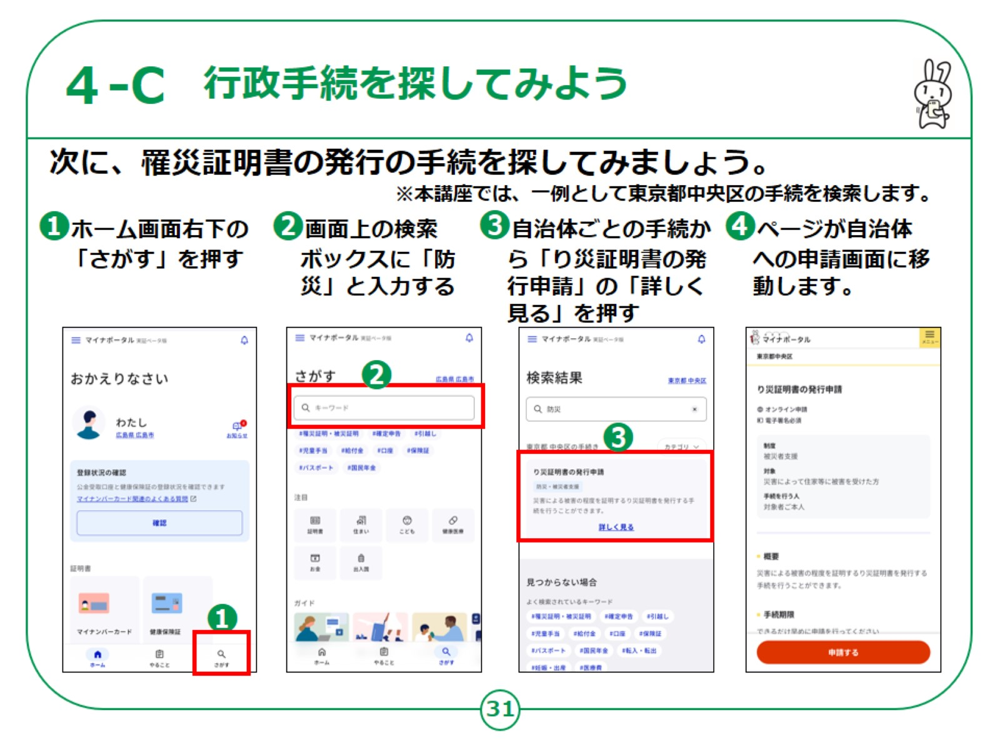 4-C 行政手続を探してみよう
次に、罹災証明書の発行の手続を探してみましょう。
※本講座では、一例として東京都中央区の手続を検索します。
❶ホーム画面右下の
「さがす」を押す
❷画面上の検索
ボックスに「防
災」と入力する
❸自治体ごとの手続か
ら「り災証明書の発
行申請」の「詳しく
見る」を押す
❹ページが自治体
への申請画面に移
動します。
マイナポータル 実証ベータ版
おかえりなさい
わたし
広島県 広島市
お知らせ
登録状況の確認
公金受取口座と健康保険証の登録状況を確認できます
マイナンバーカード関連のよくある質問
確認
証明書
マイナンバーカード
健康保険証
1
ホーム
やること
さがす
マイナポータル 実証ベータ版
さがす
2
広島県 広島市
キーワード
#罹災証明・被災証明 #確定申告 #引越し
#児童手当 #給付金 #口座 #保険証
#パスポート #国民年金
注目
証明書 住まい こども 健康医療
お金 出入国
ガイド
ホーム
やること
さがす
マイナポータル 実証ベータ版
検索結果
東京都 中央区
防災
3
東京都 中央区の手続き
カテゴリ
り災証明書の発行申請
防災・被災者支援
災害による被害の程度を証明するり災証明書を発行する手
続を行うことができます。
詳しく見る
見つからない場合
よく検索されているキーワード
#罹災証明・被災証明 #確定申告 #引越し
#児童手当 #給付金 #口座 #保険証
#パスポート #国民年金 #転入・転出
#妊娠・出産 #医療費
マイナポータル
メニュー
東京都中央区
り災証明書の発行申請
オンライン申請
電子署名必須
制度
被災者支援
対象
災害によって住家等に被害を受けた方
手続を行う人
対象者ご本人
概要
災害による被害の程度を証明するり災証明書を発行する
手続を行うことができます。
手続期限
できるだけ早めに申請を行ってください
申請する
31